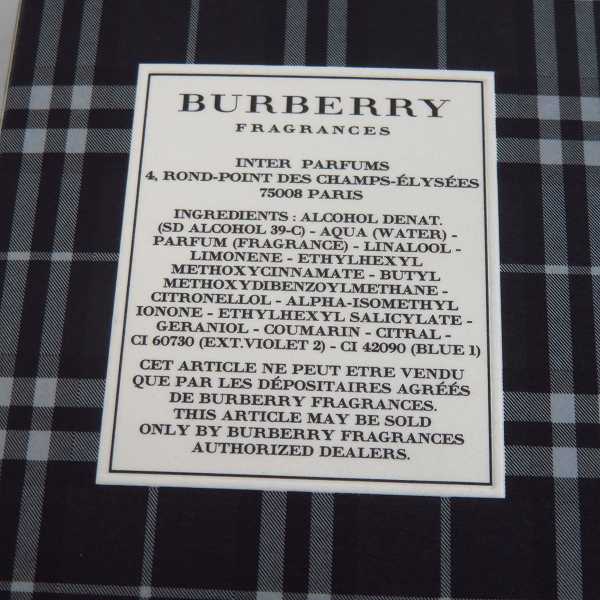 BURBERRY
FRAGRANCES
INTER PARFUMS
4, ROND-POINT DES CHAMPS-ÉLYSÉES
75008 PARIS
INGREDIENTS : ALCOHOL DENAT.
(SD ALCOHOL 39-C) - AQUA (WATER) -
PARFUM (FRAGRANCE) - LINALOOL -
LIMONENE - ETHYLHEXYL
METHOXYCINNAMATE - BUTYL
METHOXYDIBENZOYLMETHANE -
CITRONELLOL - ALPHA-ISOMETHYL
IONONE - ETHYLHEXYL SALICYLATE -
GERANIOL - COUMARIN - CITRAL -
CI 60730 (EXT.VIOLET 2) - CI 42090 (BLUE 1)
CET ARTICLE NE PEUT ETRE VENDU
QUE PAR LES DÉPOSITAIRES AGRÉÉS
DE BURBERRY FRAGRANCES.
THIS ARTICLE MAY BE SOLD
ONLY BY BURBERRY FRAGRANCES
AUTHORIZED DEALERS.